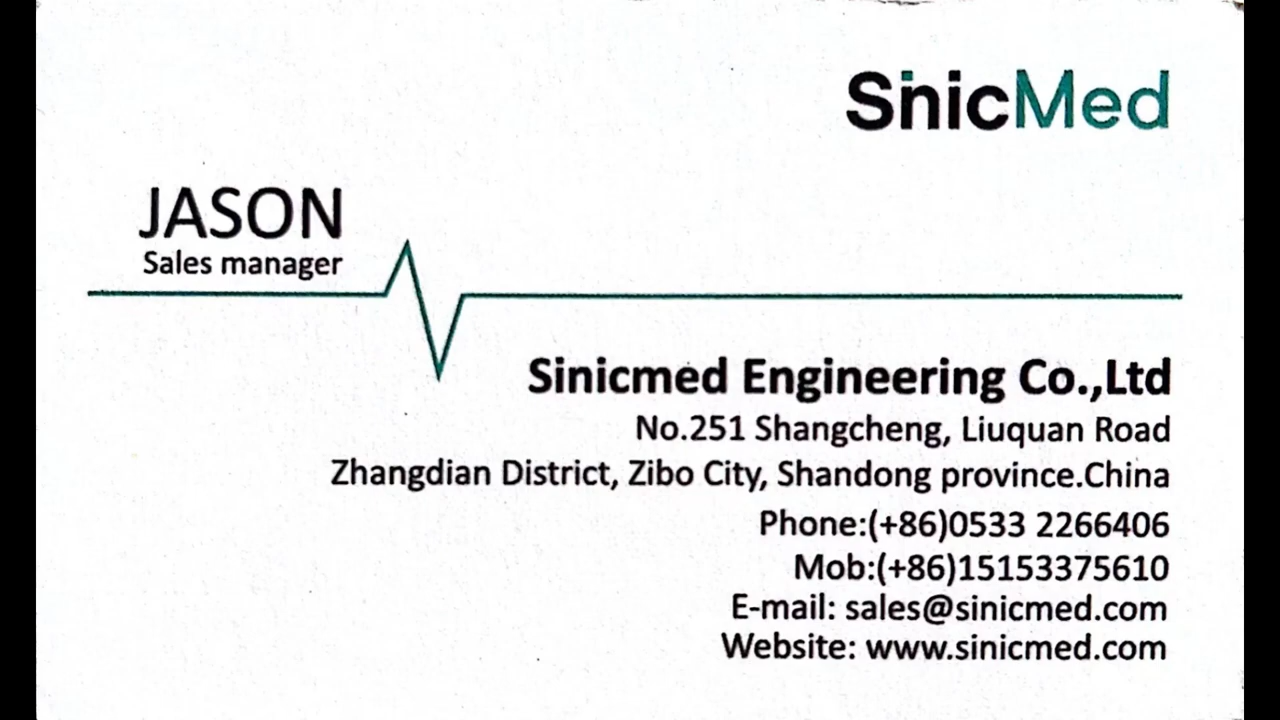 SinicMed
JASON
Sales manager
Sinicmed Engineering Co.,Ltd
No.251 Shangcheng, Liuquan Road
Zhangdian District, Zibo City, Shandong province.China
Phone:(+86)0533 2266406
Mob:(+86)15153375610
E-mail: sales@sinicmed.com
Website: www.sinicmed.com